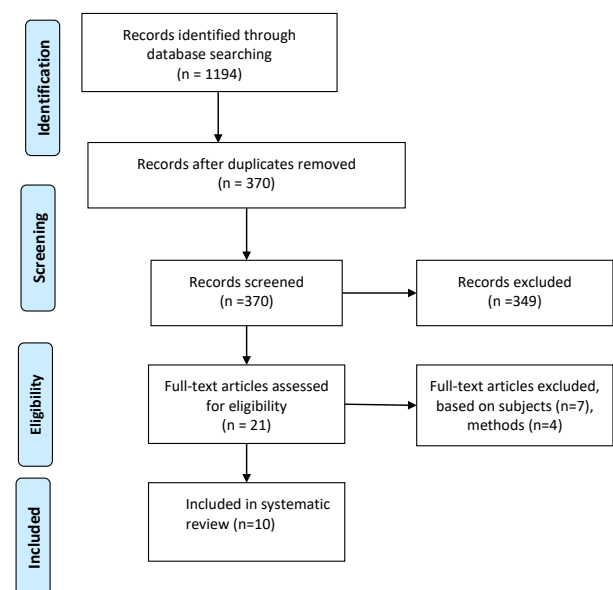 Identification
Records identified through
database searching
(n = 1194)
Records after duplicates removed
(n = 370)
Screening
Records screened
(n =370)
Records excluded
(n =349)
Eligibility
Full-text articles assessed
for eligibility
(n = 21)
Full-text articles excluded,
based on subjects (n=7),
methods (n=4)
Included
Included in systematic
review (n=10)